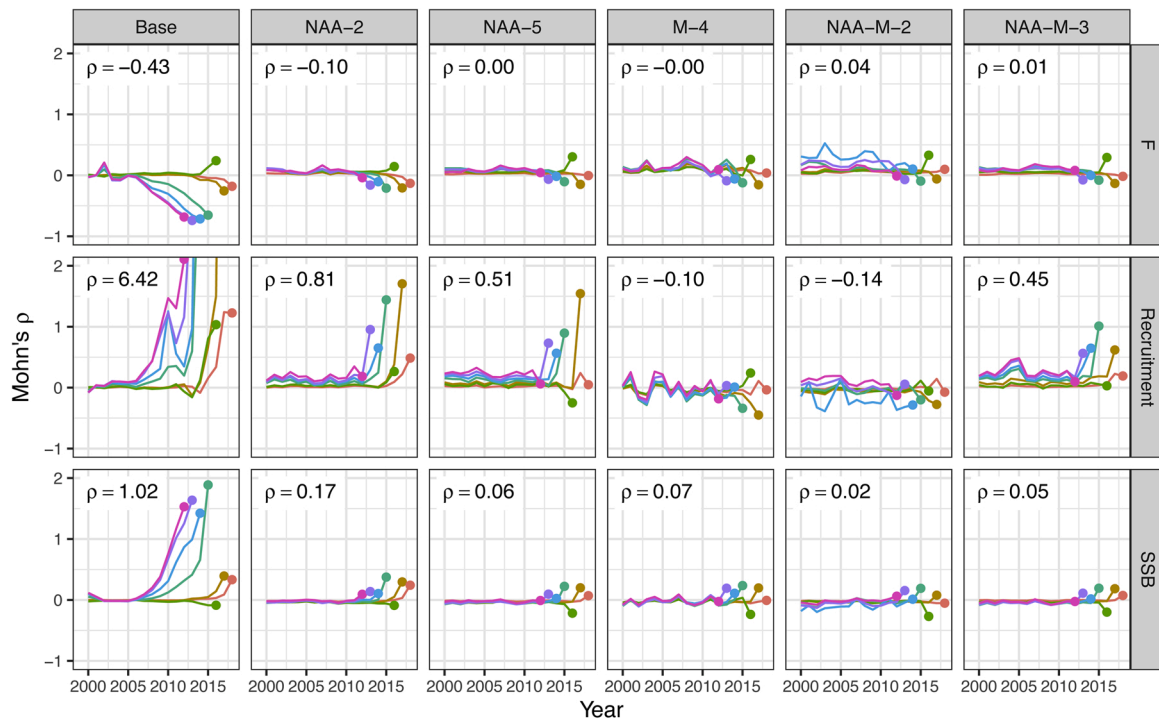 Base NAA−2 NAA−5 M−4 NAA−M−2 NAA−M−3
ρ = −0.43 ρ = −0.10 ρ = 0.00 ρ = −0.00 ρ = 0.04 ρ = 0.01
2
1
0
−1
F
ρ = 6.42 ρ = 0.81 ρ = 0.51 ρ = −0.10 ρ = −0.14 ρ = 0.45
2
1
0
−1
Recruitment
Mohn's ρ
ρ = 1.02 ρ = 0.17 ρ = 0.06 ρ = 0.07 ρ = 0.02 ρ = 0.05
2
1
0
−1
SSB
2000 2005 2010 2015 2000 2005 2010 2015 2000 2005 2010 2015 2000 2005 2010 2015 2000 2005 2010 2015 2000 2005 2010 2015
Year